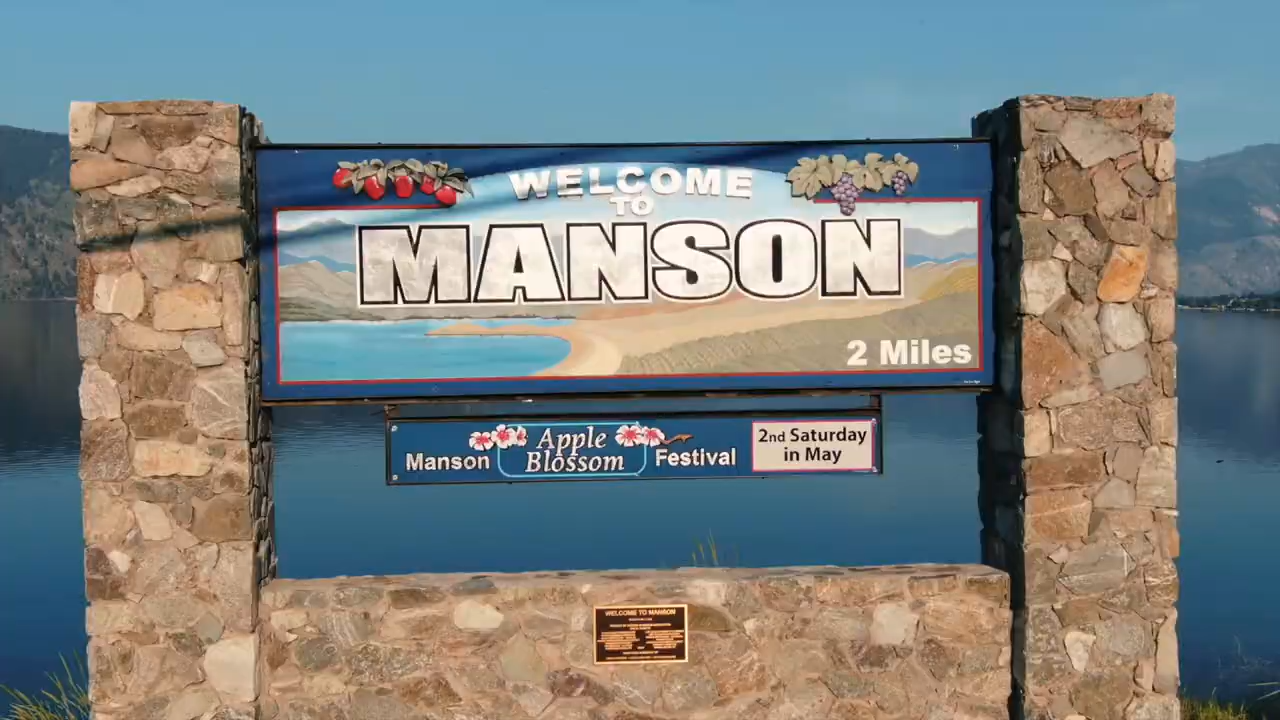 WELCOME
TO
MANSON
2 Miles
Manson Apple Blossom Festival
2nd Saturday
in May
WELCOME TO MANSON